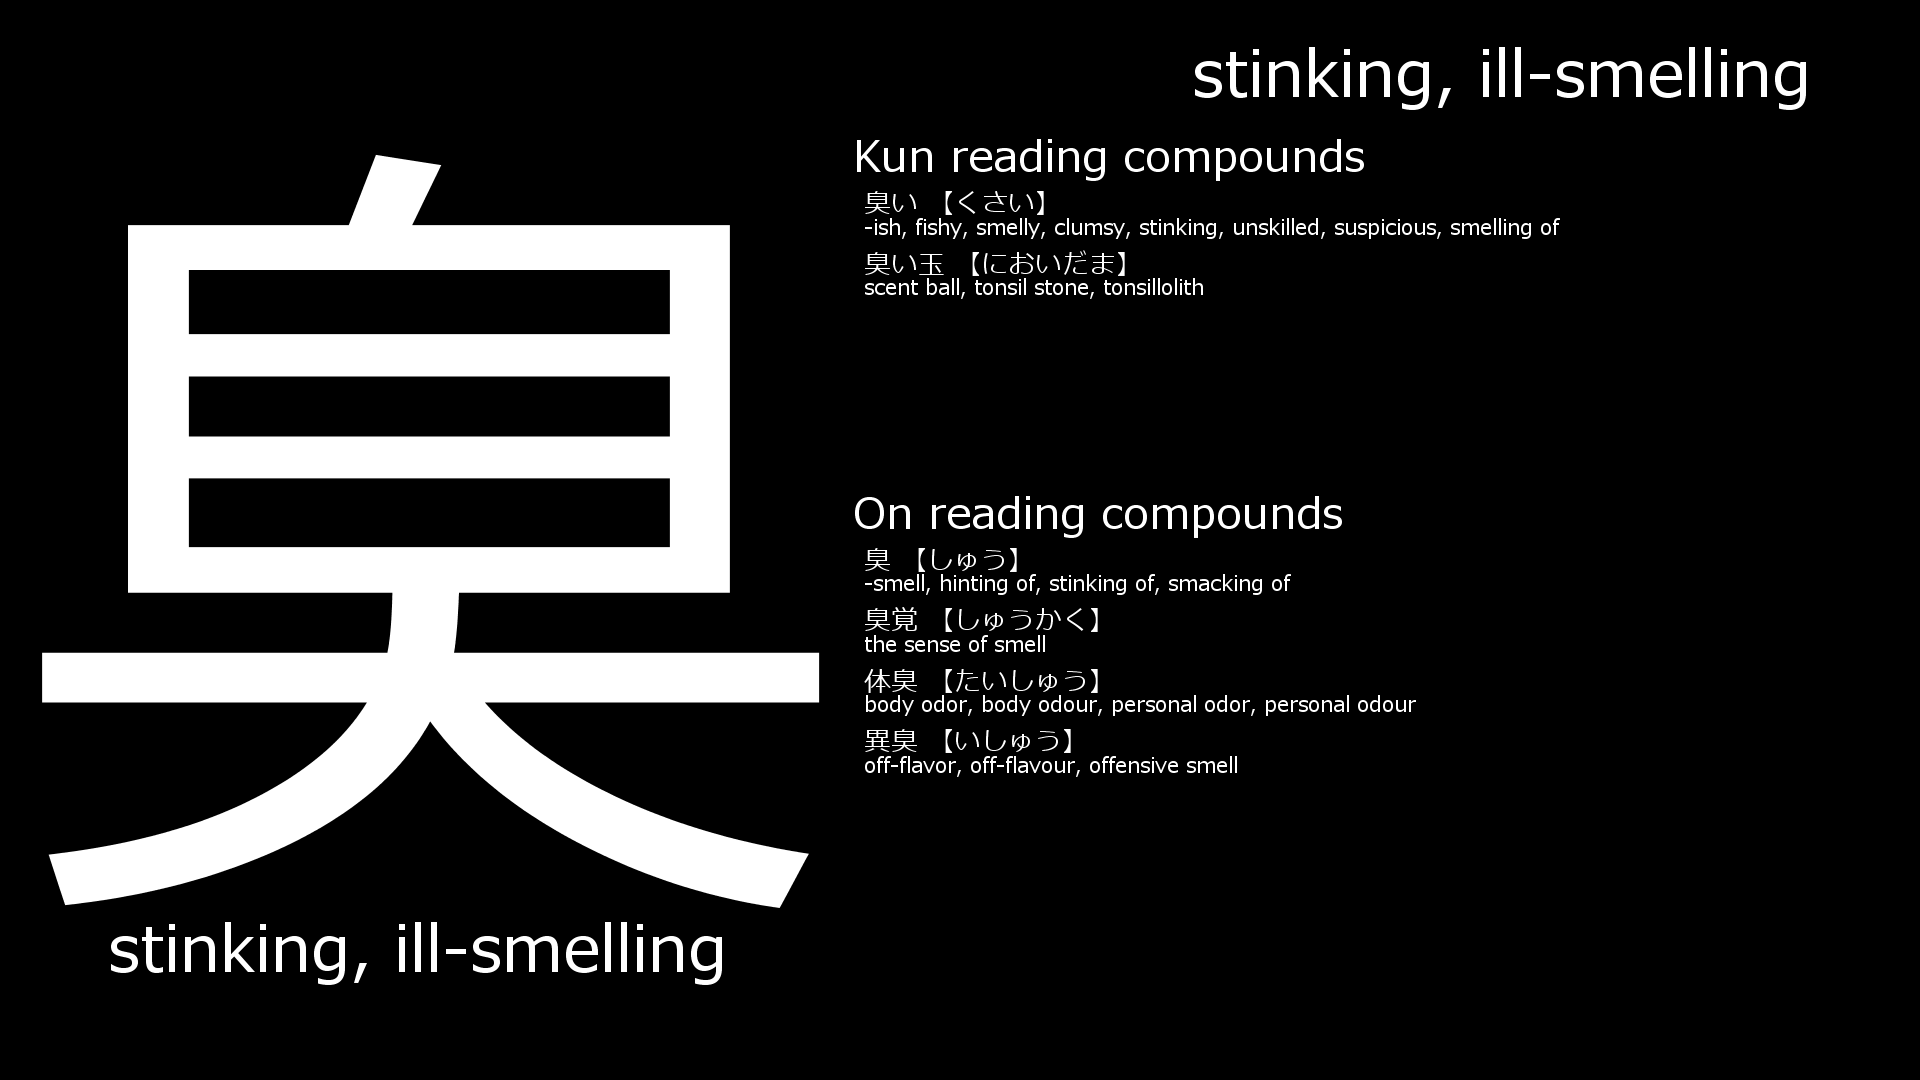 臭
stinking, ill-smelling
stinking, ill-smelling
Kun reading compounds
臭い 【くさい】
-ish, fishy, smelly, clumsy, stinking, unskilled, suspicious, smelling of
臭い玉 【においだま】
scent ball, tonsil stone, tonsillolith
On reading compounds
臭 【しゅう】
-smell, hinting of, stinking of, smacking of
臭覚 【しゅうかく】
the sense of smell
体臭 【たいしゅう】
body odor, body odour, personal odor, personal odour
異臭 【いしゅう】
off-flavor, off-flavour, offensive smell